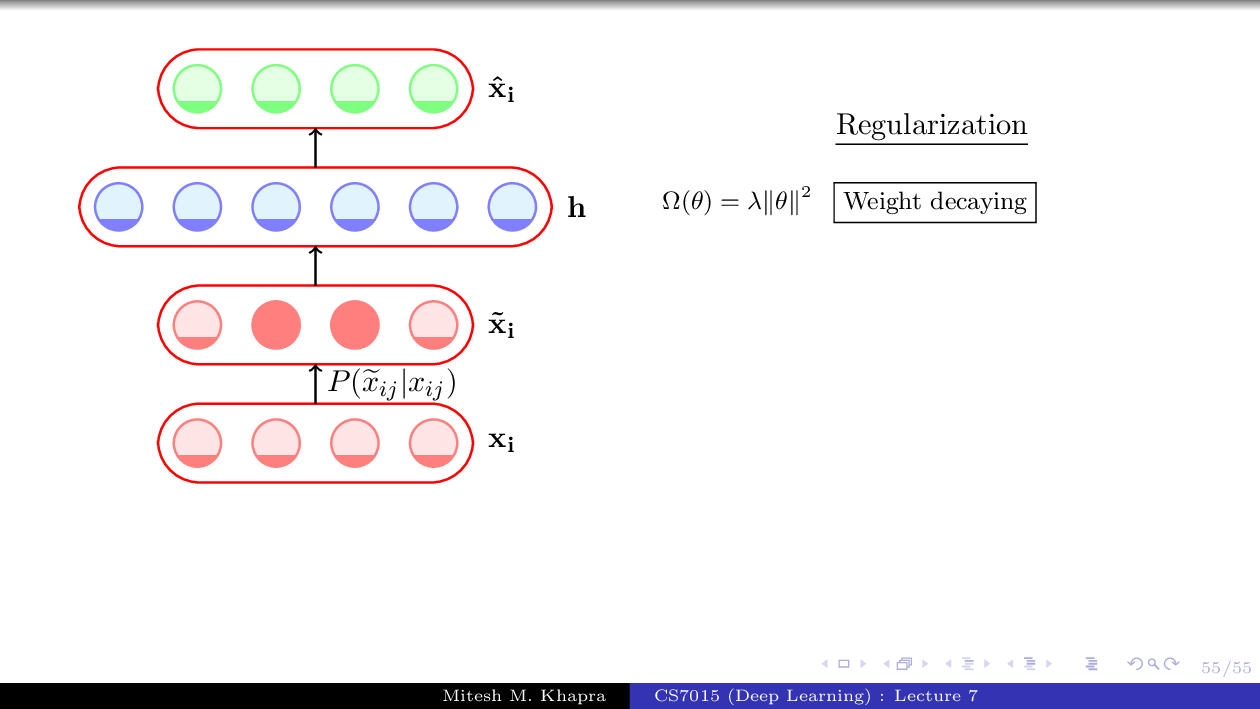 x̂ᵢ
Regularization
Ω(θ) = λ‖θ‖² Weight decaying
h
x̃ᵢ
P(x̃ᵢⱼ|xᵢⱼ)
xᵢ
55/55
Mitesh M. Khapra CS7015 (Deep Learning) : Lecture 7